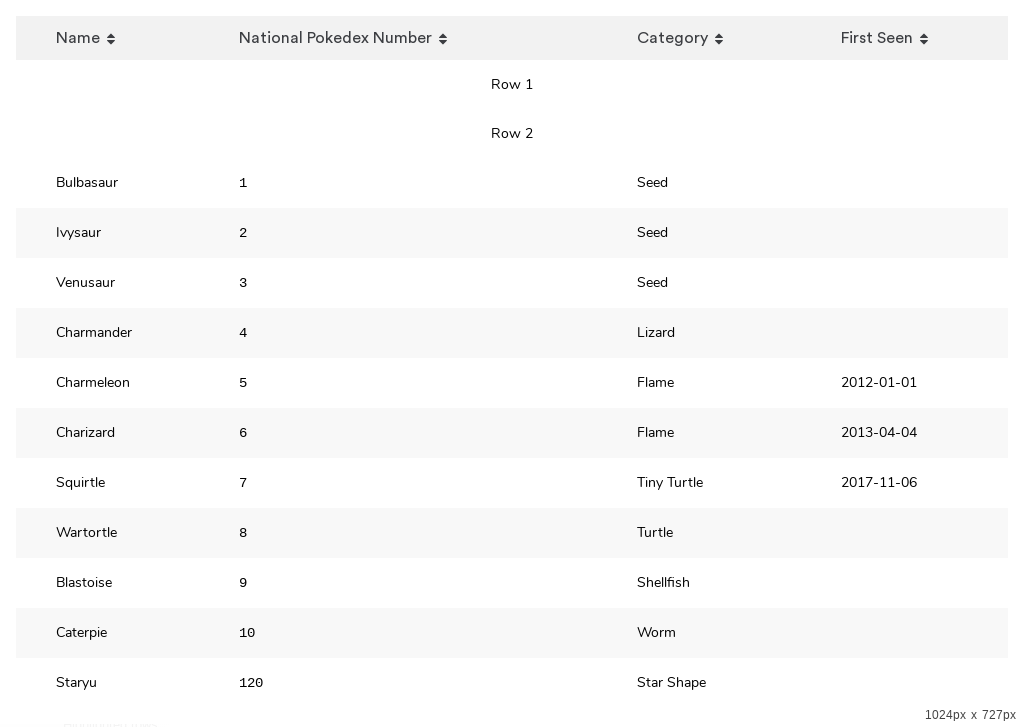 Name National Pokedex Number Category First Seen
Row 1
Row 2
Bulbasaur 1 Seed
Ivysaur 2 Seed
Venusaur 3 Seed
Charmander 4 Lizard
Charmeleon 5 Flame 2012-01-01
Charizard 6 Flame 2013-04-04
Squirtle 7 Tiny Turtle 2017-11-06
Wartortle 8 Turtle
Blastoise 9 Shellfish
Caterpie 10 Worm
Staryu 120 Star Shape
1024px x 727px